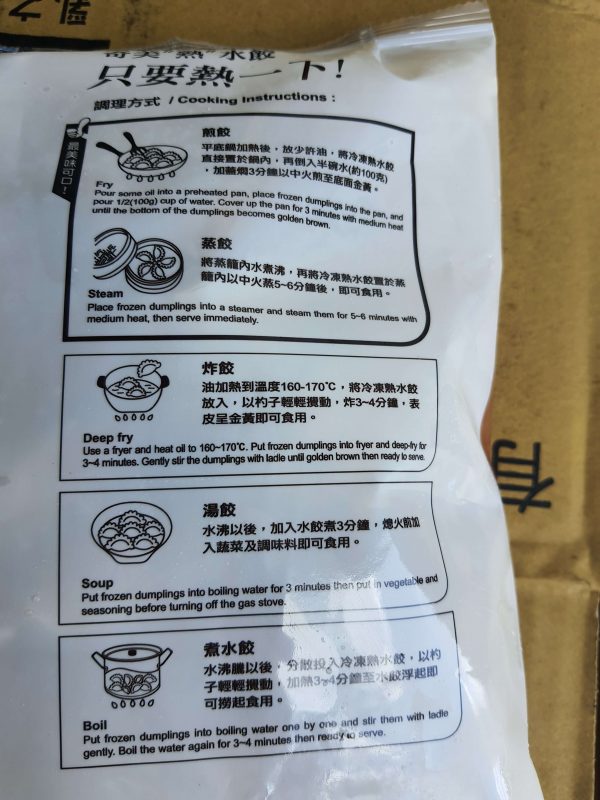 奇美"熱"水餃
只要熱一下!
調理方式 / Cooking Instructions :
最美味可口!
煎餃
平底鍋加熱後，放少許油，將冷凍熱水餃
直接置於鍋內，再倒入半碗水(約100克)
，加蓋燜3分鐘以中火煎至底面金黃。
Fry
Pour some oil into a preheated pan, place frozen dumplings into the pan, and
pour 1/2(100g) cup of water. Cover up the pan for 3 minutes with medium heat
until the bottom of the dumplings becomes golden brown.
蒸餃
將蒸籠內水煮沸，再將冷凍熱水餃置於蒸
籠內以中火蒸5~6分鐘後，即可食用。
Steam
Place frozen dumplings into a steamer and steam them for 5~6 minutes with
medium heat, then serve immediately.
炸餃
油加熱到溫度160-170℃，將冷凍熱水餃
放入，以杓子輕輕攪動，炸3~4分鐘，表
皮呈金黃即可食用。
Deep fry
Use a fryer and heat oil to 160~170℃. Put frozen dumplings into fryer and deep-fry for
3~4 minutes. Gently stir the dumplings with ladle until golden brown then ready to serve.
湯餃
水沸以後，加入水餃煮3分鐘，熄火前加
入蔬菜及調味料即可食用。
Soup
Put frozen dumplings into boiling water for 3 minutes then put in vegetable and
seasoning before turning off the gas stove.
煮水餃
水沸騰以後，分散投入冷凍熱水餃，以杓
子輕輕攪動，加熱3~4分鐘至水餃浮起即
可撈起食用。
Boil
Put frozen dumplings into boiling water one by one and stir them with ladle
gently. Boil the water again for 3~4 minutes then ready to serve.
有